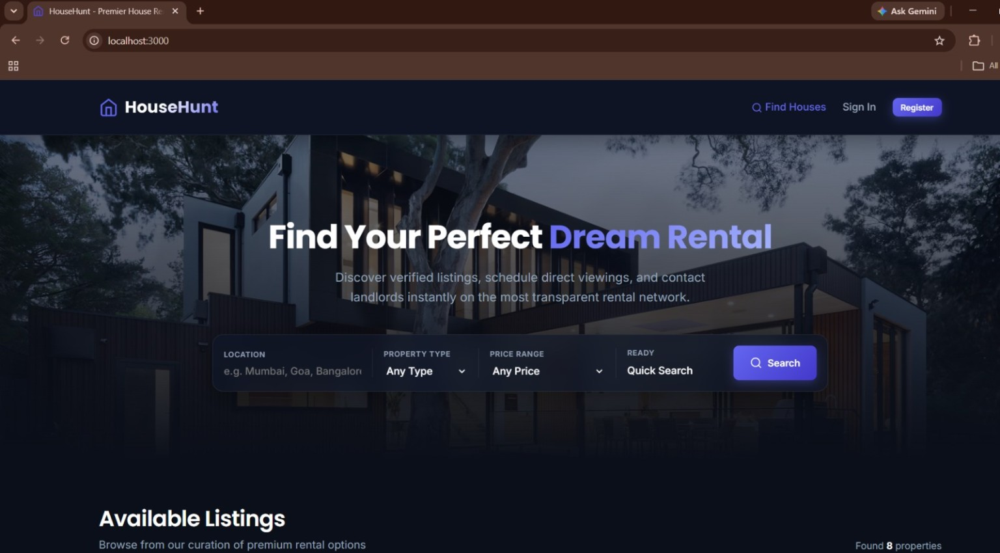 HouseHunt - Premier House Re
Ask Gemini
localhost:3000
All
HouseHunt
Find Houses
Sign In
Register
Find Your Perfect Dream Rental
Discover verified listings, schedule direct viewings, and contact
landlords instantly on the most transparent rental network.
LOCATION
PROPERTY TYPE
PRICE RANGE
READY
e.g. Mumbai, Goa, Bangalor
Any Type
Any Price
Quick Search
Search
Available Listings
Browse from our curation of premium rental options
Found 8 properties